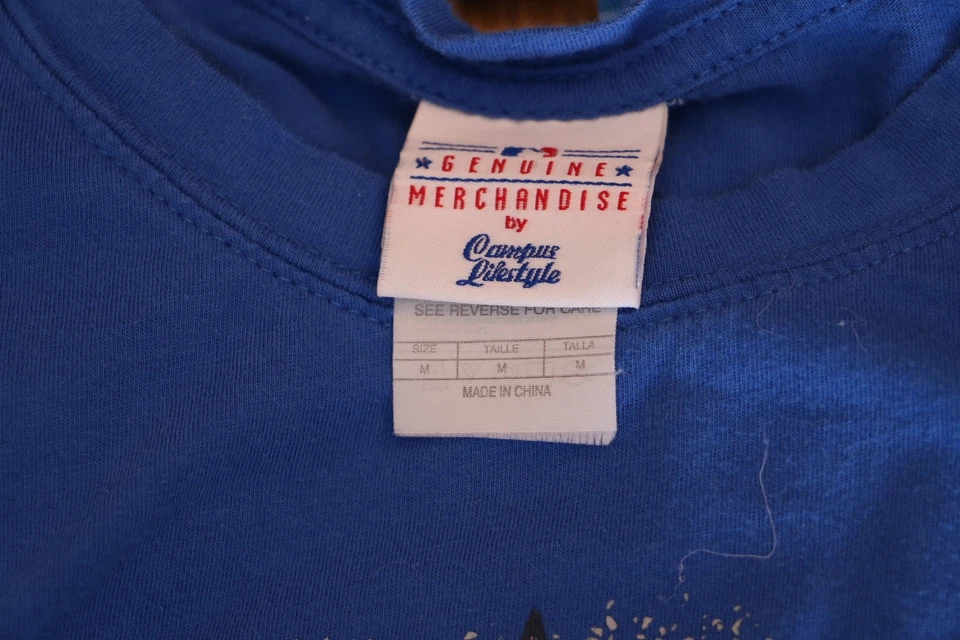 GENUINE
MERCHANDISE
by
Campus
Lifestyle
SEE REVERSE FOR CARE
SIZE TAILLE TALLA
M M M
MADE IN CHINA